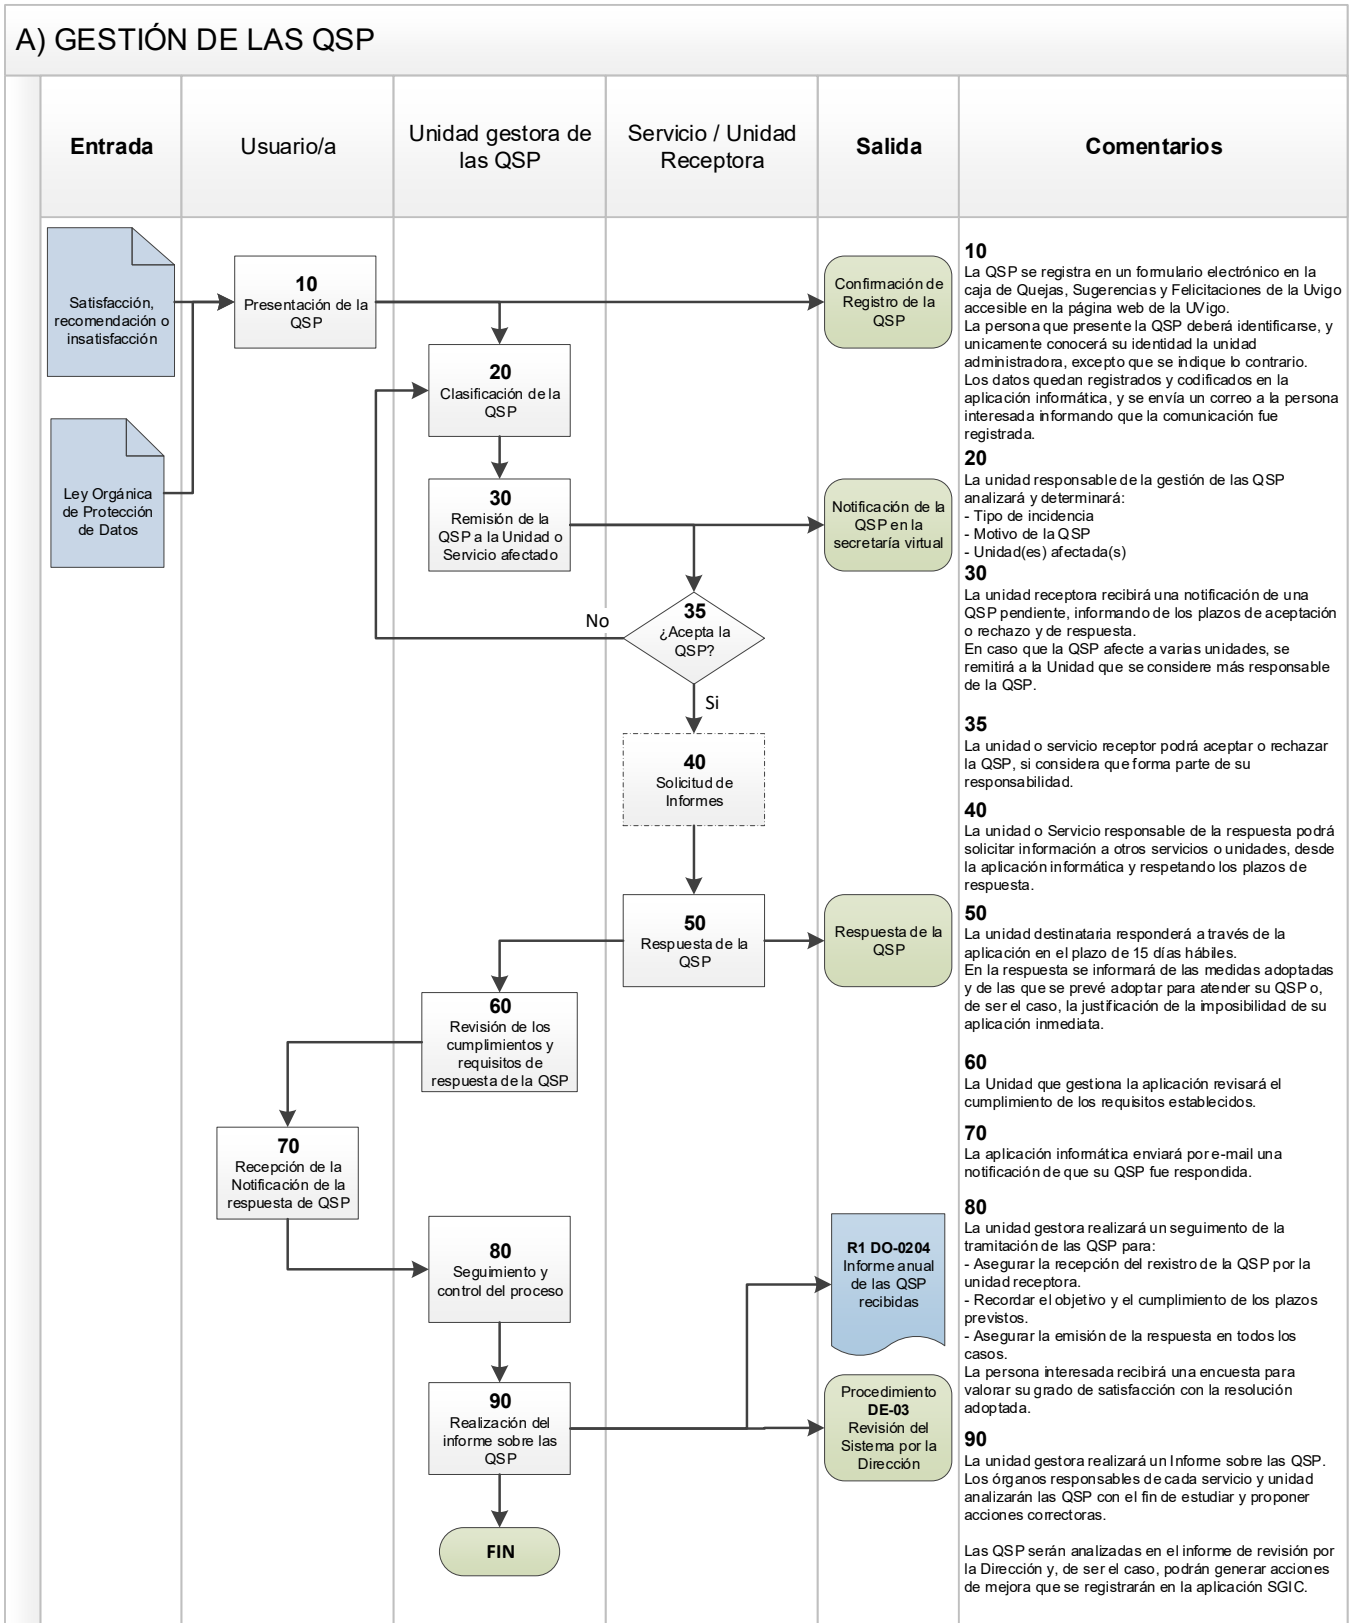 A) GESTIÓN DE LAS QSP
Entrada
Usuario/a
Unidad gestora de
las QSP
Servicio / Unidad
Receptora
Salida
Comentarios
Satisfacción,
recomendación o
insatisfacción
Ley Orgánica
de Protección
de Datos
10
Presentación de la
QSP
Confirmación de
Registro de la
QSP
20
Clasificación de la
QSP
30
Remisión de la
QSP a la Unidad o
Servicio afectado
Notificación de la
QSP en la
secretaría virtual
35
¿Acepta la
QSP?
No
Si
40
Solicitud de
Informes
50
Respuesta de la
QSP
Respuesta de la
QSP
60
Revisión de los
cumplimientos y
requisitos de
respuesta de la QSP
70
Recepción de la
Notificación de la
respuesta de QSP
80
Seguimiento y
control del proceso
R1 DO-0204
Informe anual
de las QSP
recibidas
90
Realización del
informe sobre las
QSP
Procedimiento
DE-03
Revisión del
Sistema por la
Dirección
FIN
10
La QSP se registra en un formulario electrónico en la
caja de Quejas, Sugerencias y Felicitaciones de la Uvigo
accesible en la página web de la UVigo.
La persona que presente la QSP deberá identificarse, y
unicamente conocerá su identidad la unidad
administradora, excepto que se indique lo contrario.
Los datos quedan registrados y codificados en la
aplicación informática, y se envía un correo a la persona
interesada informando que la comunicación fue
registrada.
20
La unidad responsable de la gestión de las QSP
analizará y determinará:
- Tipo de incidencia
- Motivo de la QSP
- Unidad(es) afectada(s)
30
La unidad receptora recibirá una notificación de una
QSP pendiente, informando de los plazos de aceptación
o rechazo y de respuesta.
En caso que la QSP afecte a varias unidades, se
remitirá a la Unidad que se considere más responsable
de la QSP.
35
La unidad o servicio receptor podrá aceptar o rechazar
la QSP, si considera que forma parte de su
responsabilidad.
40
La unidad o Servicio responsable de la respuesta podrá
solicitar información a otros servicios o unidades, desde
la aplicación informática y respetando los plazos de
respuesta.
50
La unidad destinataria responderá a través de la
aplicación en el plazo de 15 días hábiles.
En la respuesta se informará de las medidas adoptadas
y de las que se prevé adoptar para atender su QSP o,
de ser el caso, la justificación de la imposibilidad de su
aplicación inmediata.
60
La Unidad que gestiona la aplicación revisará el
cumplimiento de los requisitos establecidos.
70
La aplicación informática enviará por e-mail una
notificación de que su QSP fue respondida.
80
La unidad gestora realizará un seguimento de la
tramitación de las QSP para:
- Asegurar la recepción del rexistro de la QSP por la
unidad receptora.
- Recordar el objetivo y el cumplimiento de los plazos
previstos.
- Asegurar la emisión de la respuesta en todos los
casos.
La persona interesada recibirá una encuesta para
valorar su grado de satisfacción con la resolución
adoptada.
90
La unidad gestora realizará un Informe sobre las QSP.
Los órganos responsables de cada servicio y unidad
analizarán las QSP con el fin de estudiar y proponer
acciones correctoras.
Las QSP serán analizadas en el informe de revisión por
la Dirección y, de ser el caso, podrán generar acciones
de mejora que se registrarán en la aplicación SGIC.